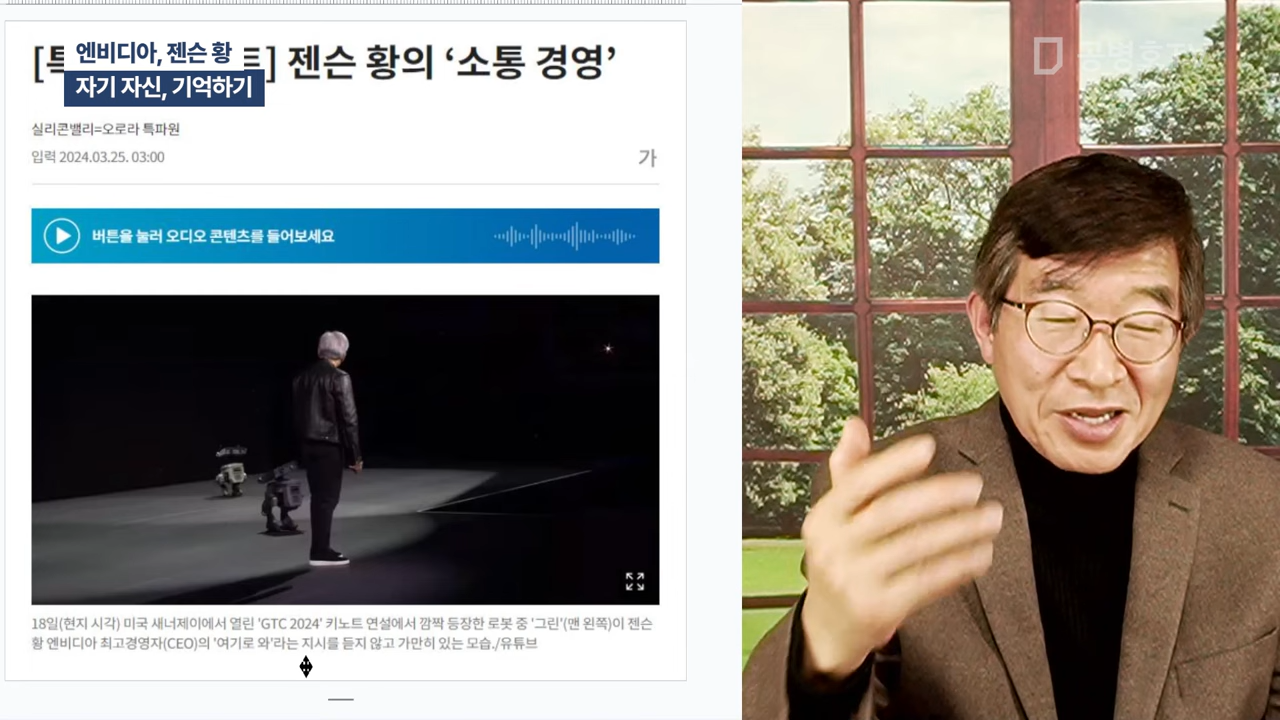 엔비디아, 젠슨 황
자기 자신, 기억하기
] 젠슨 황의 ‘소통 경영’
실리콘밸리=오로라 특파원
입력 2024.03.25. 03:00
가
버튼을 눌러 오디오 콘텐츠를 들어보세요
18일(현지 시각) 미국 새너제이에서 열린 ‘GTC 2024’ 키노트 연설에서 깜짝 등장한 로봇 중 ‘그린’(맨 왼쪽)이 젠슨
황 엔비디아 최고경영자(CEO)의 ‘여기로 와’라는 지시를 듣지 않고 가만히 있는 모습./유튜브